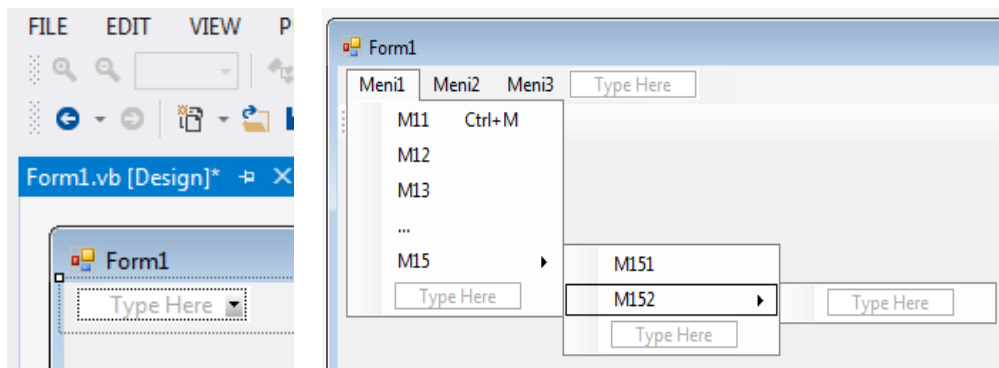 FILE EDIT VIEW P
Form1.vb [Design]*
Form1
Type Here
Form1
Meni1 Meni2 Meni3 Type Here
M11 Ctrl+M
M12
M13
...
M15
Type Here
M151
M152
Type Here
Type Here